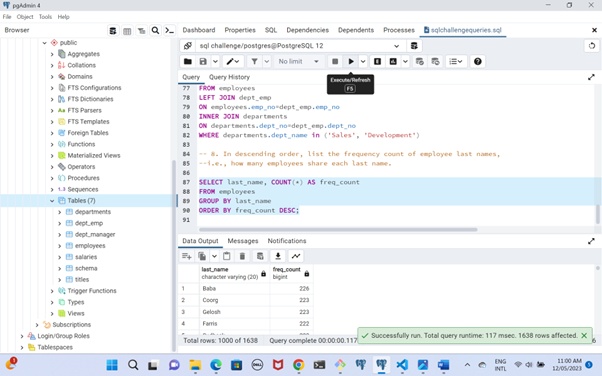 pgAdmin 4
File Object Tools Help
Browser
Dashboard Properties SQL Statistics Dependencies Dependents Processes sqlchallengequeries.sql
public
Aggregates
Collations
Domains
FTS Configurations
FTS Dictionaries
FTS Parsers
FTS Templates
Foreign Tables
Functions
Materialized Views
Operators
Procedures
1..3 Sequences
Tables (7)
departments
dept_emp
dept_manager
employees
salaries
schema
titles
Trigger Functions
Types
Views
Subscriptions
Login/Group Roles
Tablespaces
sql challenge/postgres@PostgreSQL 12
No limit
Execute/Refresh
F5
Query Query History
77 FROM employees
78 LEFT JOIN dept_emp
79 ON employees.emp_no=dept_emp.emp_no
80 INNER JOIN departments
81 ON departments.dept_no=dept_emp.dept_no
82 WHERE departments.dept_name in ('Sales', 'Development')
83
84 -- 8. In descending order, list the frequency count of employee last names,
85 --i.e., how many employees share each last name.
86
87 SELECT last_name, COUNT(*) AS freq_count
88 FROM employees
89 GROUP BY last_name
90 ORDER BY freq_count DESC;
91
Data Output Messages Notifications
last_name freq_count
character varying (20) bigint
1 Baba 226
2 Coorg 223
3 Gelosh 223
4 Farris 222
Successfully run. Total query runtime: 117 msec. 1638 rows affected.
Total rows: 1000 of 1638 Query complete 00:00:00.117
1
DELL
ENG
INTL
11:00 AM
12/05/2023